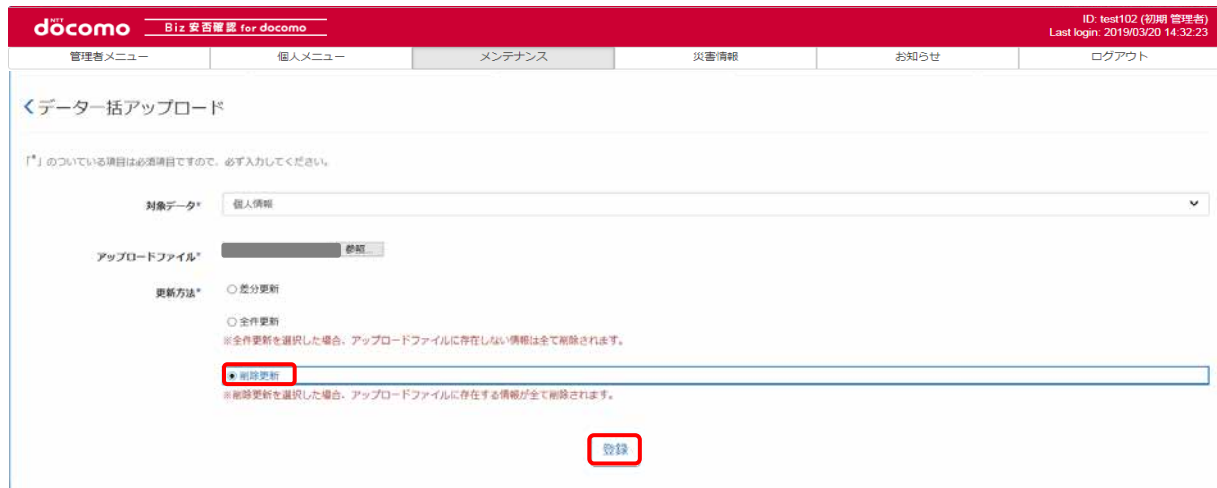 NTT
döcomo Biz 安否確認 for docomo
ID: test102 (初期 管理者)
Last login: 2019/03/20 14:32:23
管理者メニュー 個人メニュー メンテナンス 災害情報 お知らせ ログアウト
データ一括アップロード
「*」のついている項目は必須項目ですので、必ず入力してください。
対象データ* 個人情報
アップロードファイル* 参照...
更新方法* 差分更新
全件更新
※全件更新を選択した場合、アップロードファイルに存在しない情報は全て削除されます。
削除更新
※削除更新を選択した場合、アップロードファイルに存在する情報が全て削除されます。
登録